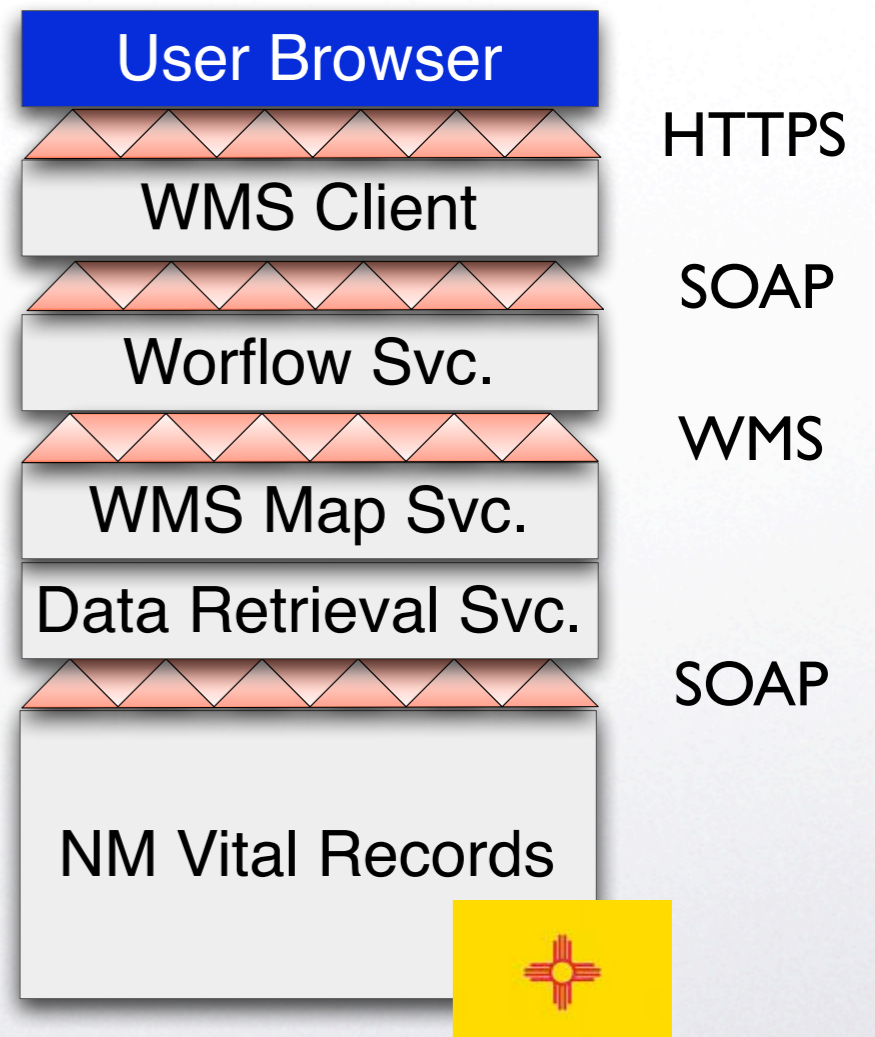 User Browser
HTTPS
WMS Client
SOAP
Worflow Svc.
WMS
WMS Map Svc.
Data Retrieval Svc.
SOAP
NM Vital Records